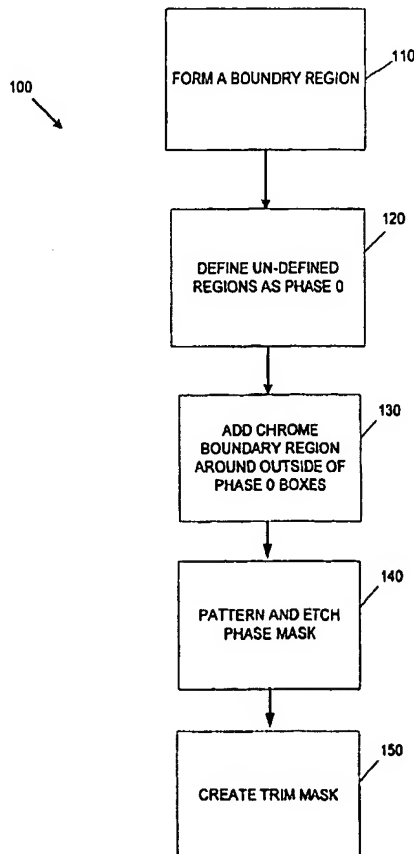 100
FORM A BOUNDRY REGION
110
120
DEFINE UN-DEFINED
REGIONS AS PHASE 0
130
ADD CHROME
BOUNDARY REGION
AROUND OUTSIDE OF
PHASE 0 BOXES
140
PATTERN AND ETCH
PHASE MASK
150
CREATE TRIM MASK